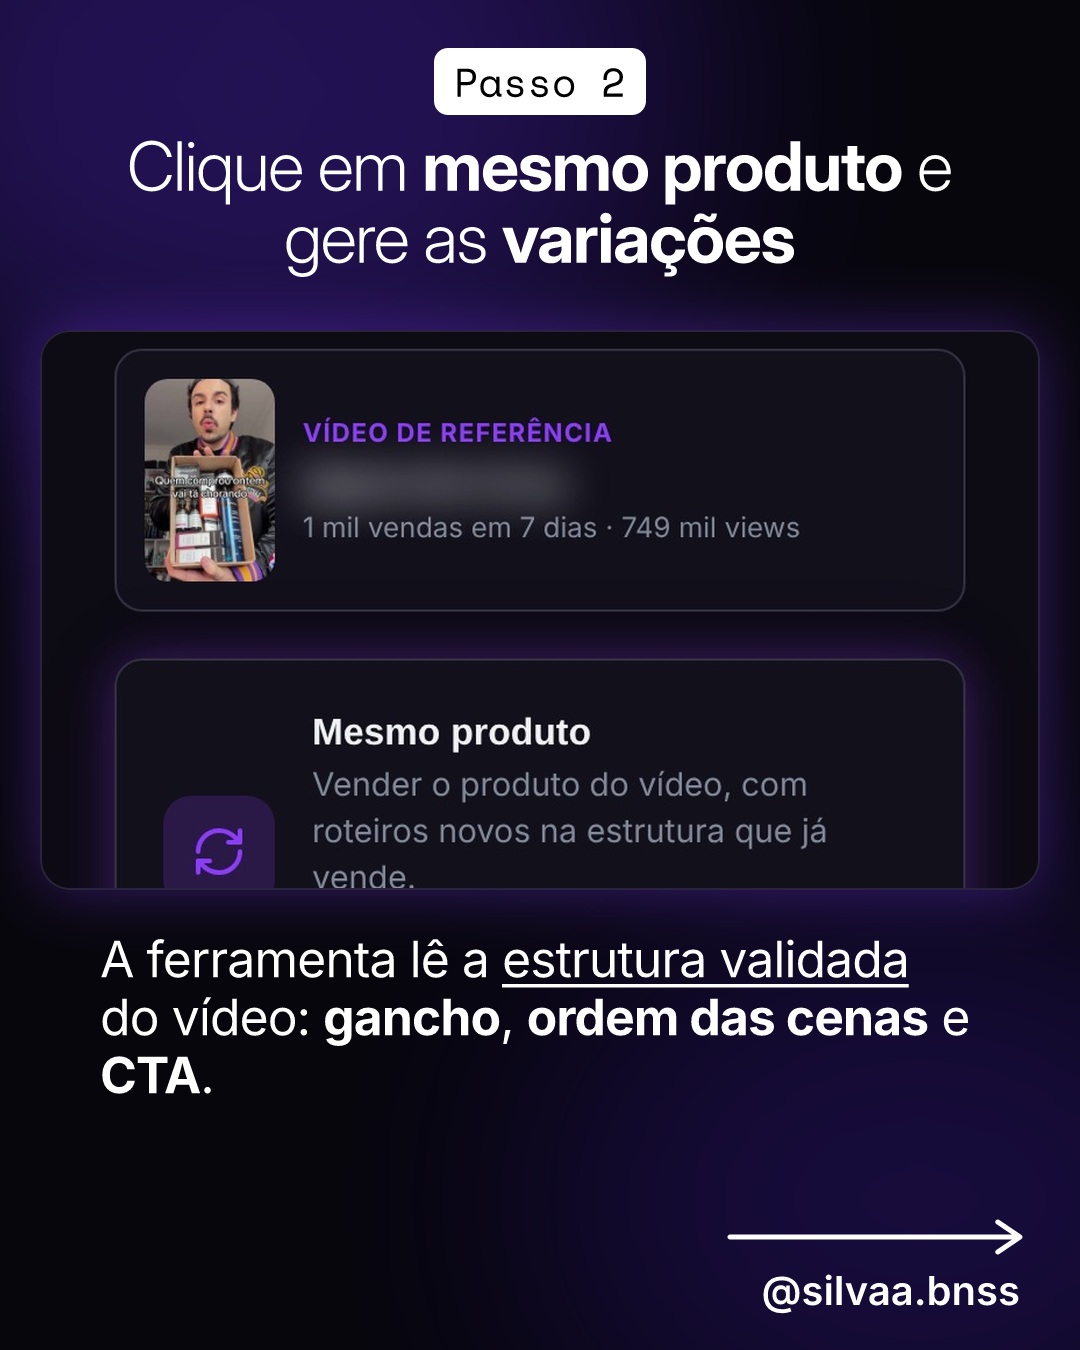 Passo 2
Clique em mesmo produto e
gere as variações
VÍDEO DE REFERÊNCIA
Quem comprou ontem
vai tá chorando
1 mil vendas em 7 dias · 749 mil views
Mesmo produto
Vender o produto do vídeo, com
roteiros novos na estrutura que já
vende.
A ferramenta lê a estrutura validada
do vídeo: gancho, ordem das cenas e
CTA.
@silvaa.bnss